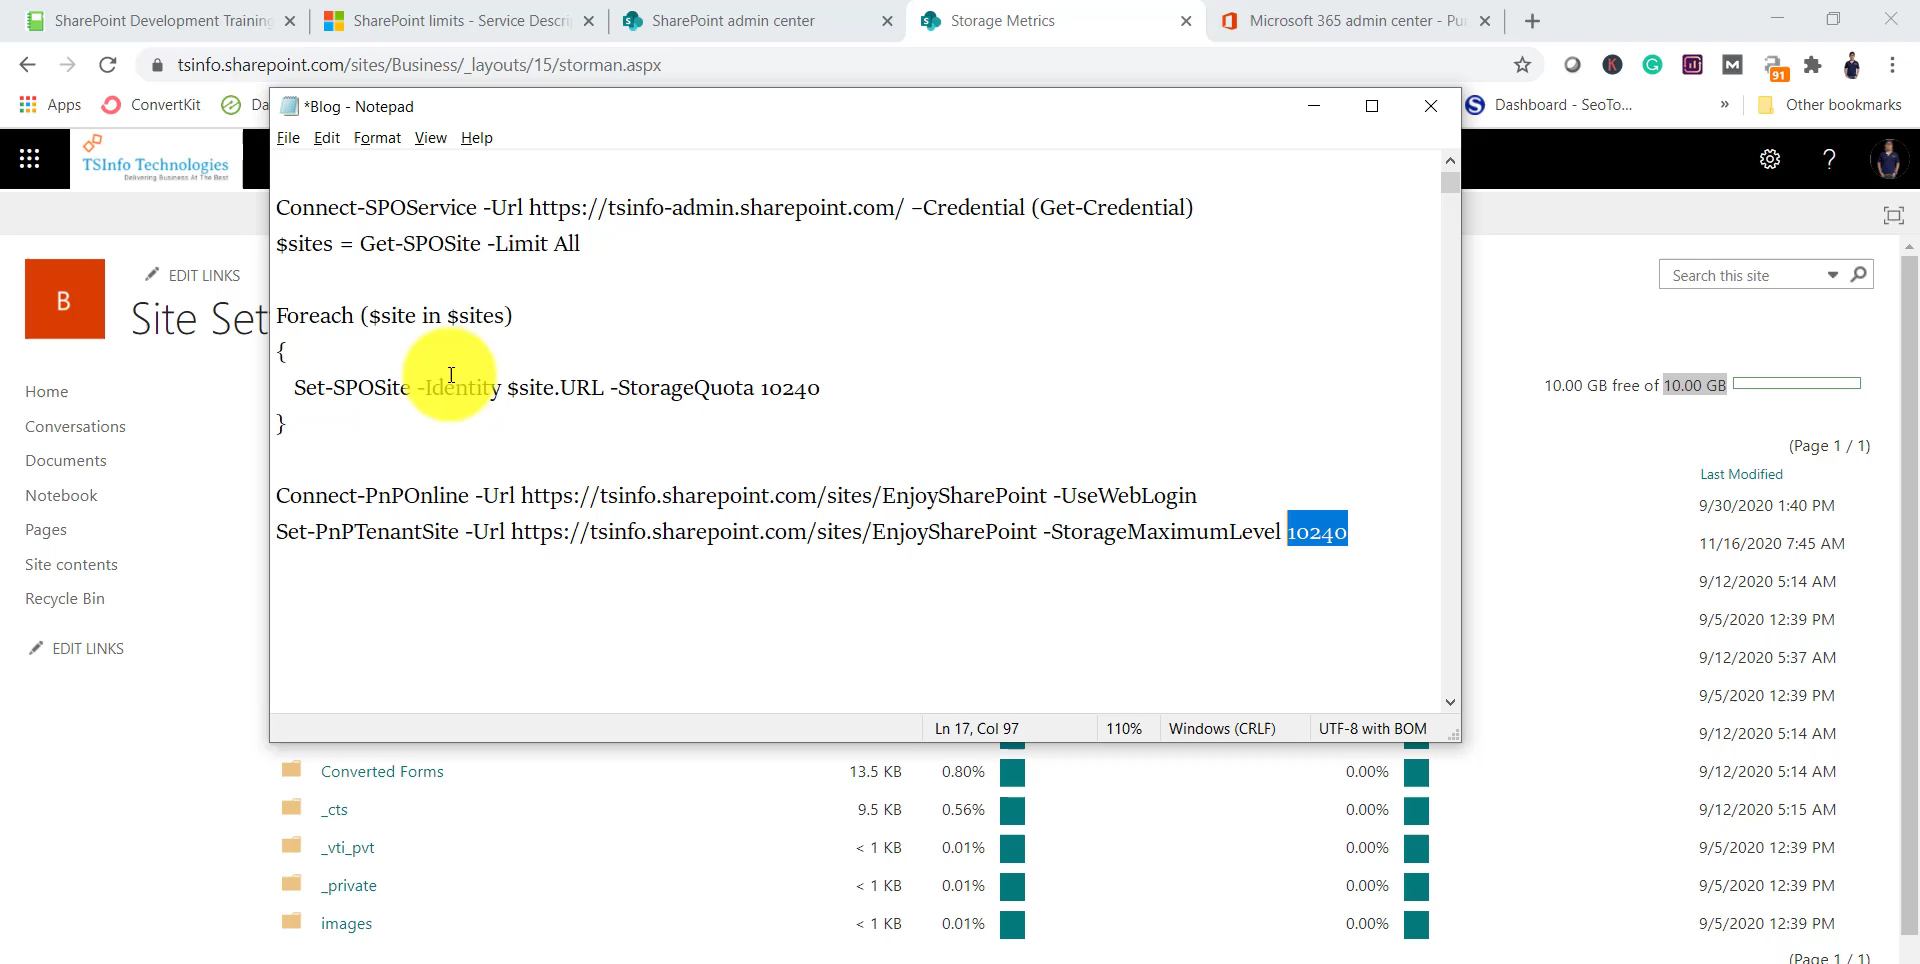 SharePoint Development Training
SharePoint limits - Service Descri
SharePoint admin center
Storage Metrics
Microsoft 365 admin center - Pu
tsinfo.sharepoint.com/sites/Business/_layouts/15/storman.aspx
91
Apps
ConvertKit
Da
Dashboard - SeoTo...
»
Other bookmarks
*Blog - Notepad
File Edit Format View Help
TSInfo Technologies
Delivering Business At The Best
?
Connect-SPOService -Url https://tsinfo-admin.sharepoint.com/ –Credential (Get-Credential)
$sites = Get-SPOSite -Limit All
Foreach ($site in $sites)
{
Set-SPOSite -Identity $site.URL -StorageQuota 10240
}
Connect-PnPOnline -Url https://tsinfo.sharepoint.com/sites/EnjoySharePoint -UseWebLogin
Set-PnPTenantSite -Url https://tsinfo.sharepoint.com/sites/EnjoySharePoint -StorageMaximumLevel 10240
Ln 17, Col 97
110%
Windows (CRLF)
UTF-8 with BOM
B
EDIT LINKS
Site Set
Search this site
Home
Conversations
Documents
Notebook
Pages
Site contents
Recycle Bin
EDIT LINKS
10.00 GB free of 10.00 GB
(Page 1 / 1)
Last Modified
9/30/2020 1:40 PM
11/16/2020 7:45 AM
9/12/2020 5:14 AM
9/5/2020 12:39 PM
9/12/2020 5:37 AM
9/5/2020 12:39 PM
9/12/2020 5:14 AM
Converted Forms 13.5 KB 0.80% 0.00% 9/12/2020 5:14 AM
_cts 9.5 KB 0.56% 0.00% 9/12/2020 5:15 AM
_vti_pvt < 1 KB 0.01% 0.00% 9/5/2020 12:39 PM
_private < 1 KB 0.01% 0.00% 9/5/2020 12:39 PM
images < 1 KB 0.01% 0.00% 9/5/2020 12:39 PM
(Page 1 / 1)